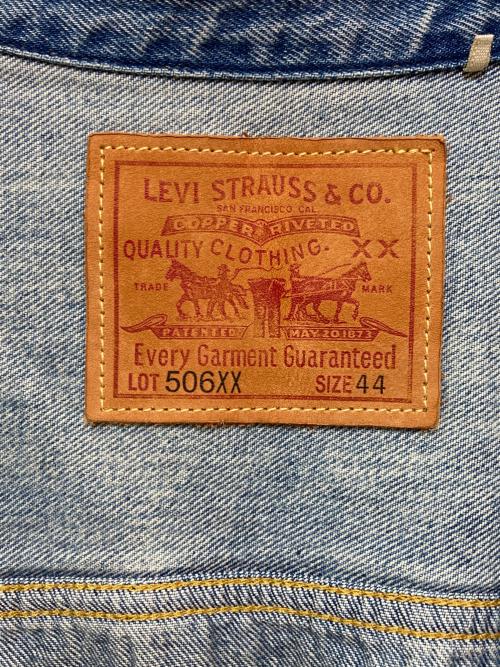 LEVI STRAUSS & CO.
SAN FRANCISCO, CAL.
COPPER RIVETED
QUALITY CLOTHING. XX
TRADE MARK
PATENTED MAY 20 1873
Every Garment Guaranteed
LOT 506XX SIZE 44